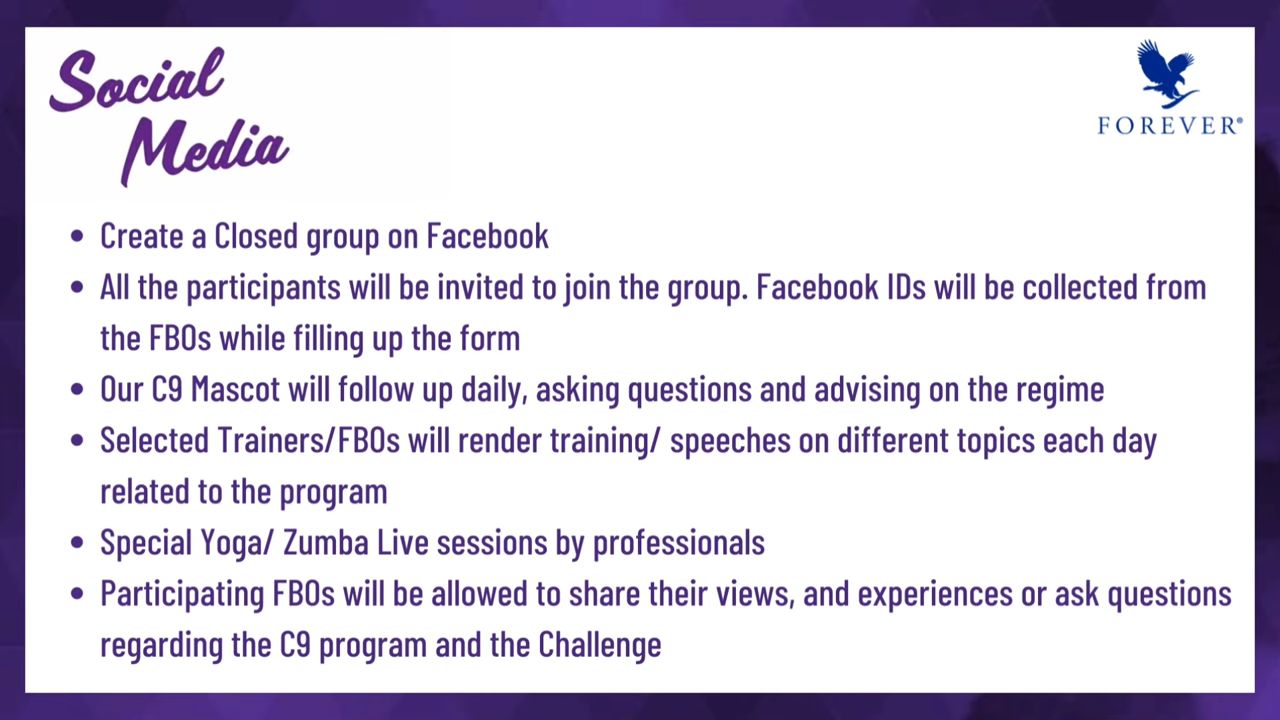 Social
Media
FOREVER®
• Create a Closed group on Facebook
• All the participants will be invited to join the group. Facebook IDs will be collected from
the FBOs while filling up the form
• Our C9 Mascot will follow up daily, asking questions and advising on the regime
• Selected Trainers/FBOs will render training/ speeches on different topics each day
related to the program
• Special Yoga/ Zumba Live sessions by professionals
• Participating FBOs will be allowed to share their views, and experiences or ask questions
regarding the C9 program and the Challenge